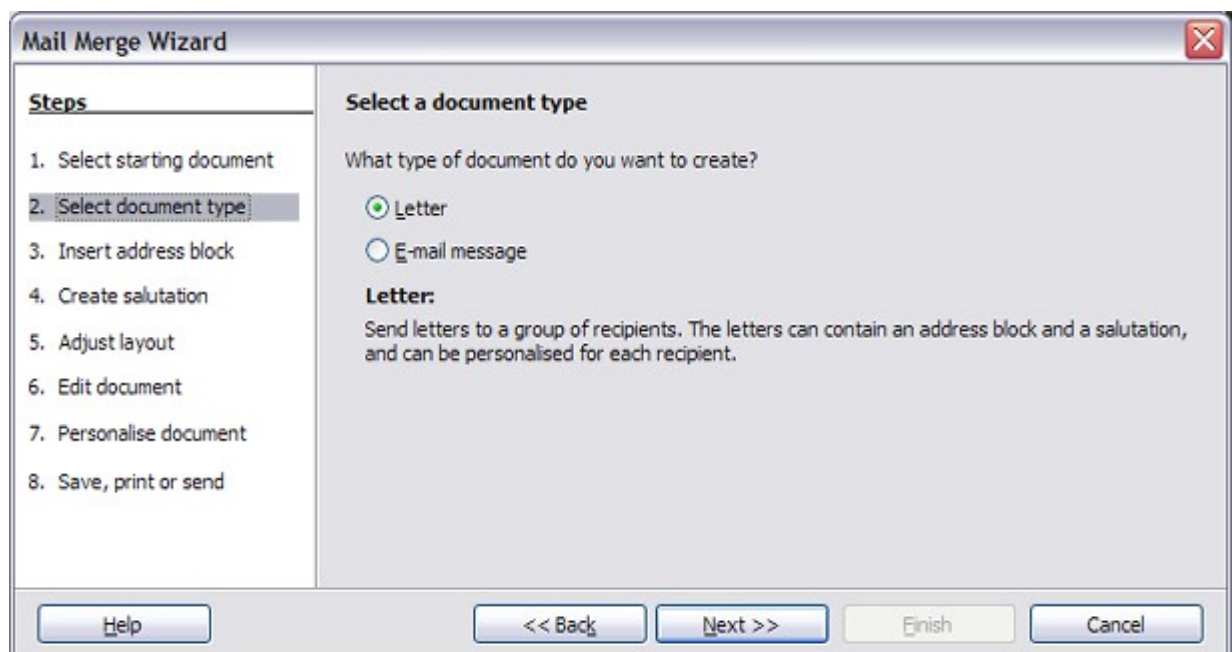 Mail Merge Wizard
Steps
1. Select starting document
2. Select document type
3. Insert address block
4. Create salutation
5. Adjust layout
6. Edit document
7. Personalise document
8. Save, print or send
Select a document type
What type of document do you want to create?
Letter
E-mail message
Letter:
Send letters to a group of recipients. The letters can contain an address block and a salutation,
and can be personalised for each recipient.
Help
<< Back
Next >>
Finish
Cancel